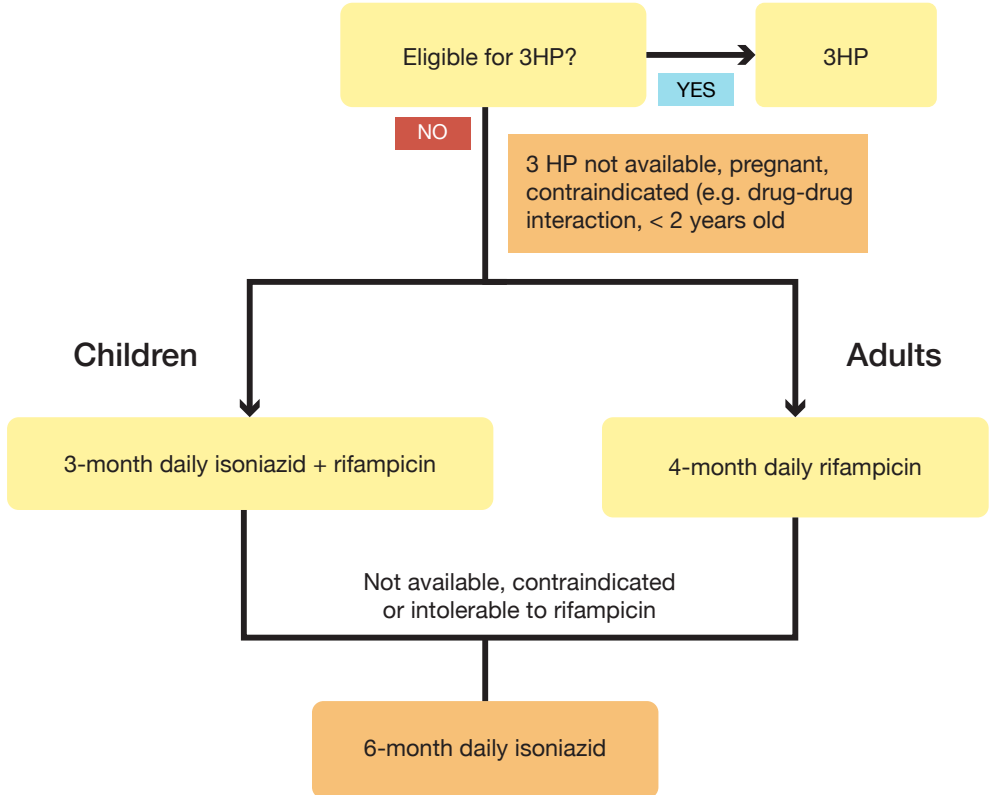 Eligible for 3HP?
3HP
YES
NO
3 HP not available, pregnant,
contraindicated (e.g. drug-drug
interaction, < 2 years old
Children
Adults
3-month daily isoniazid + rifampicin
4-month daily rifampicin
Not available, contraindicated
or intolerable to rifampicin
6-month daily isoniazid